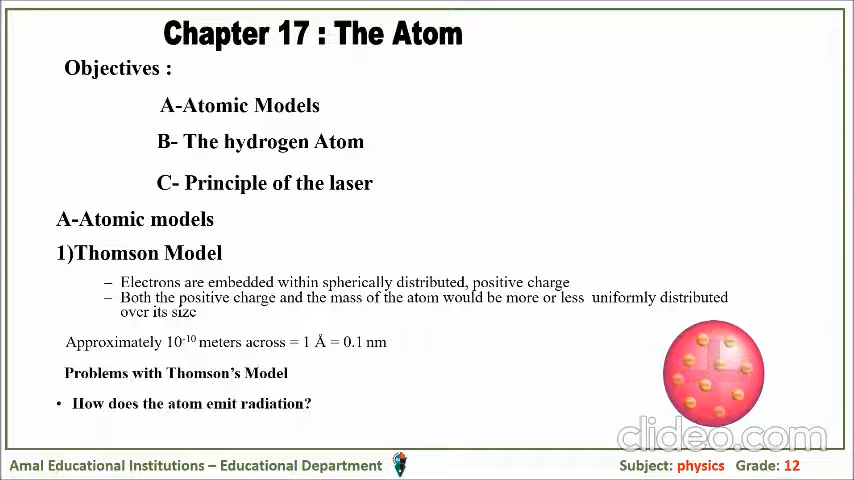 Chapter 17 : The Atom
Objectives :
A-Atomic Models
B- The hydrogen Atom
C- Principle of the laser
A-Atomic models
1)Thomson Model
– Electrons are embedded within spherically distributed, positive charge
– Both the positive charge and the mass of the atom would be more or less uniformly distributed
over its size
Approximately 10⁻¹⁰ meters across = 1 Å = 0.1 nm
Problems with Thomson's Model
• How does the atom emit radiation?
clideo.com
Amal Educational Institutions – Educational Department
Subject: physics Grade: 12